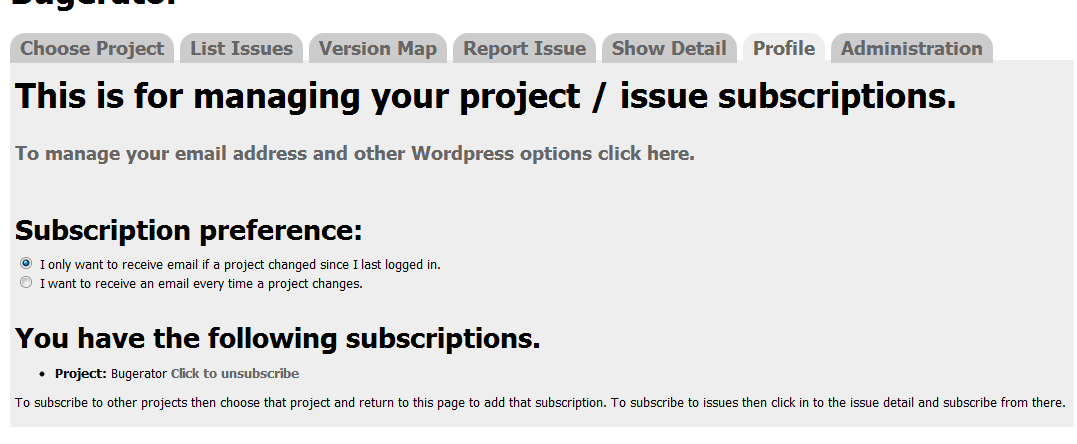 Bugerator
Choose Project List Issues Version Map Report Issue Show Detail Profile Administration
This is for managing your project / issue subscriptions.
To manage your email address and other Wordpress options click here.
Subscription preference:
I only want to receive email if a project changed since I last logged in.
I want to receive an email every time a project changes.
You have the following subscriptions.
• Project: Bugerator Click to unsubscribe
To subscribe to other projects then choose that project and return to this page to add that subscription. To subscribe to issues then click in to the issue detail and subscribe from there.